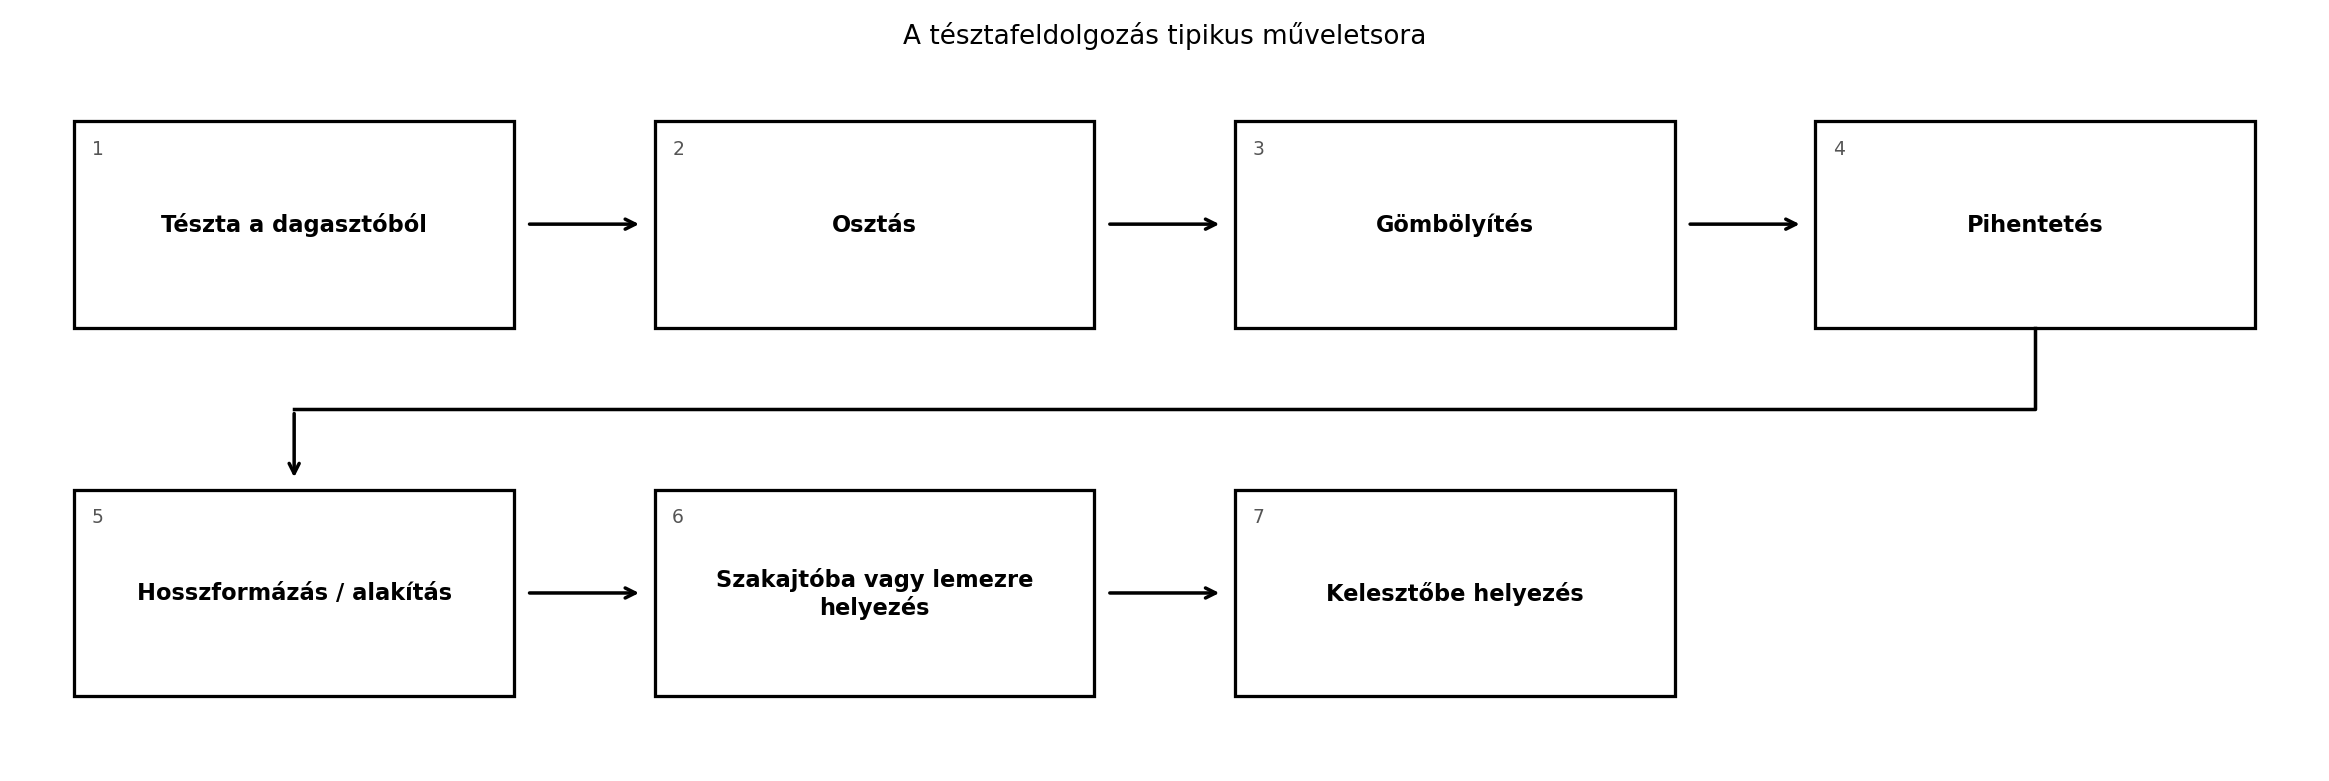 A tésztafeldolgozás tipikus műveletsora
1
Tészta a dagasztóból
2
Osztás
3
Gömbölyítés
4
Pihentetés
5
Hosszformázás / alakítás
6
Szakajtóba vagy lemezre
helyezés
7
Kelesztőbe helyezés